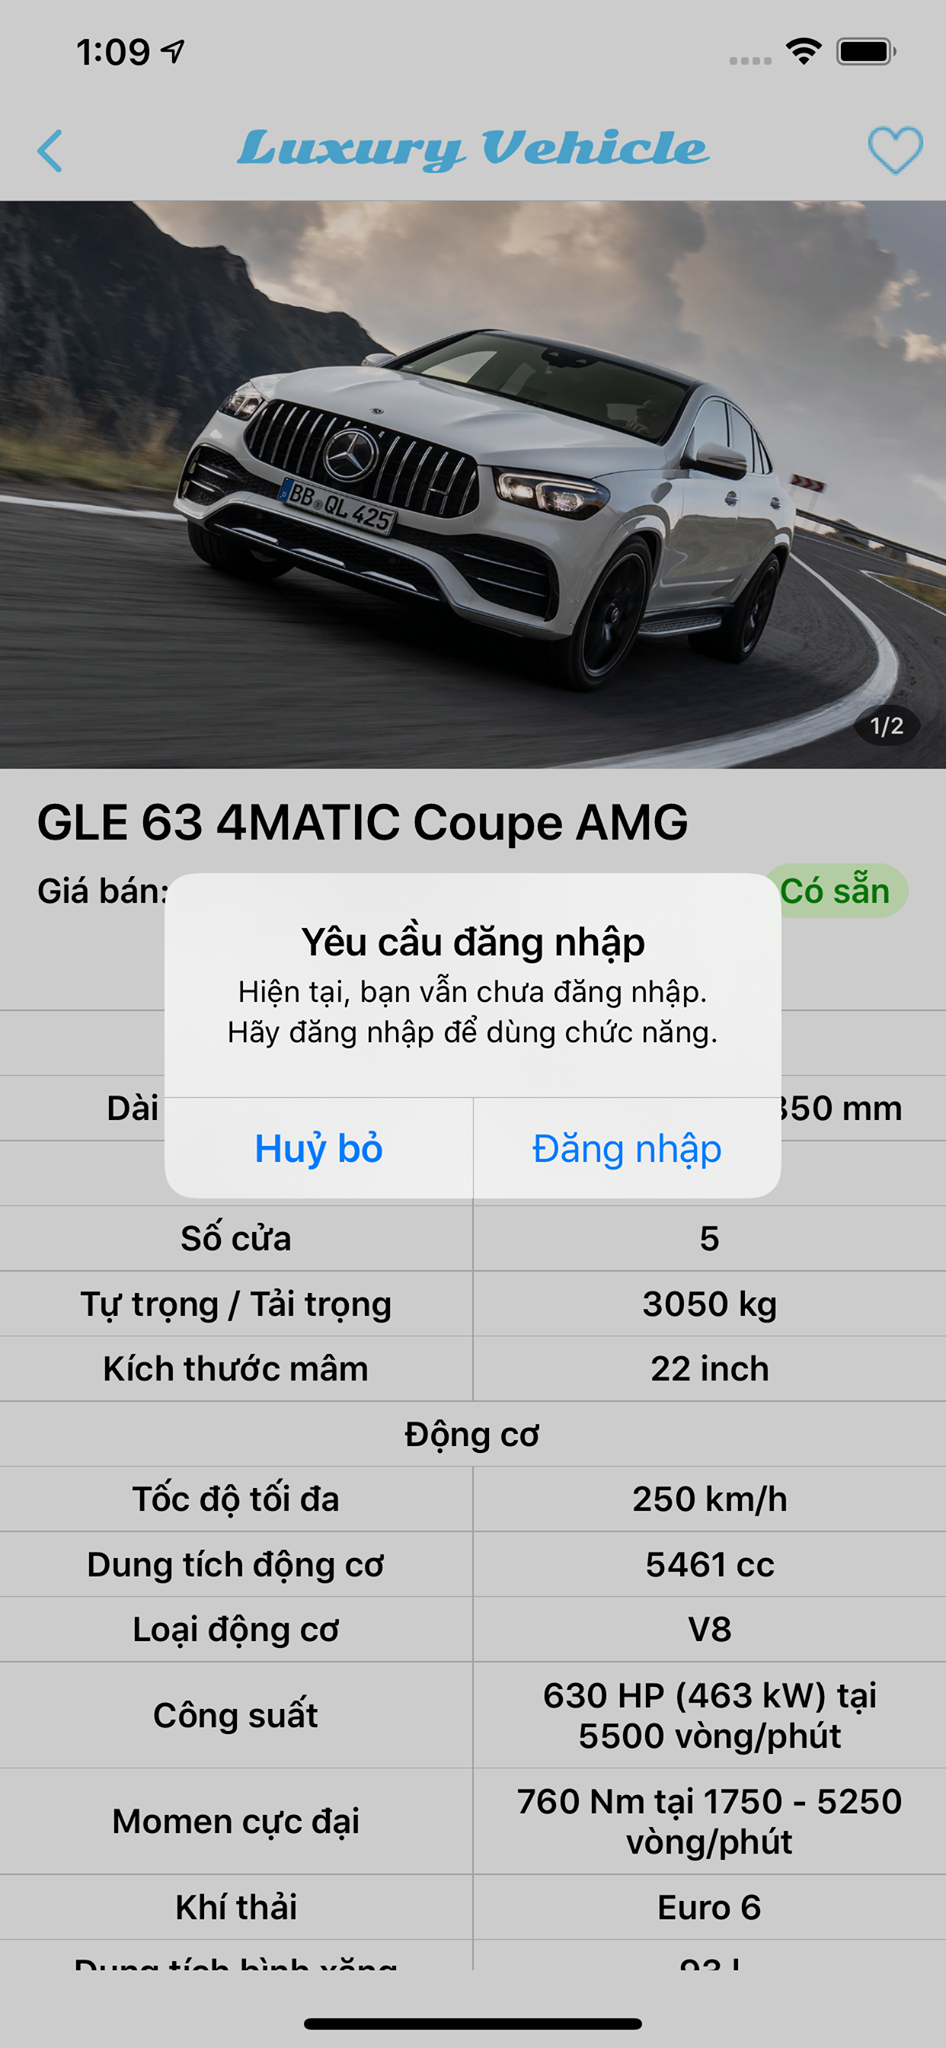 1:09
Luxury Vehicle
BB QL 425
1/2
GLE 63 4MATIC Coupe AMG
Giá bán:
Có sẵn
Yêu cầu đăng nhập
Hiện tại, bạn vẫn chưa đăng nhập.
Hãy đăng nhập để dùng chức năng.
Dài
350 mm
Huỷ bỏ
Đăng nhập
Số cửa 5
Tự trọng / Tải trọng 3050 kg
Kích thước mâm 22 inch
Động cơ
Tốc độ tối đa 250 km/h
Dung tích động cơ 5461 cc
Loại động cơ V8
Công suất 630 HP (463 kW) tại
5500 vòng/phút
Momen cực đại 760 Nm tại 1750 - 5250
vòng/phút
Khí thải Euro 6
Dung tích bình xăng 93 l